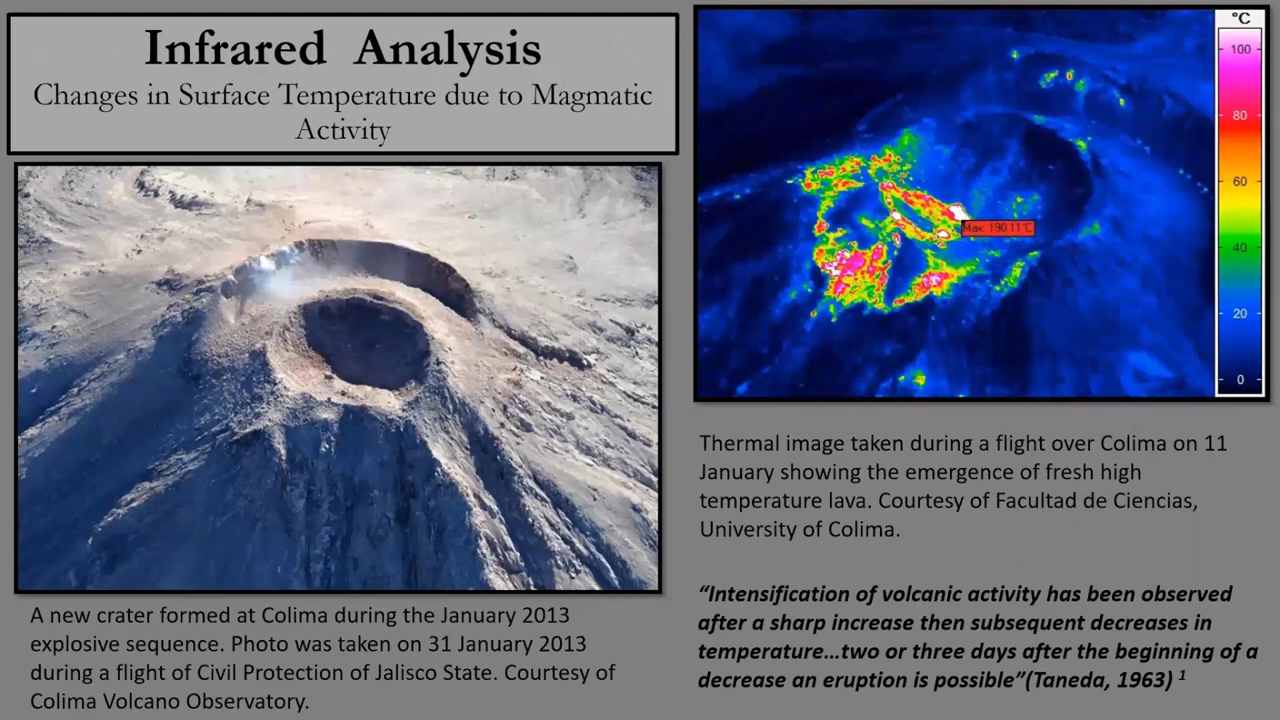 Infrared Analysis
Changes in Surface Temperature due to Magmatic
Activity
°C
100
80
60
40
20
0
Max: 190.11°C
A new crater formed at Colima during the January 2013
explosive sequence. Photo was taken on 31 January 2013
during a flight of Civil Protection of Jalisco State. Courtesy of
Colima Volcano Observatory.
Thermal image taken during a flight over Colima on 11
January showing the emergence of fresh high
temperature lava. Courtesy of Facultad de Ciencias,
University of Colima.
“Intensification of volcanic activity has been observed
after a sharp increase then subsequent decreases in
temperature…two or three days after the beginning of a
decrease an eruption is possible”(Taneda, 1963) 1